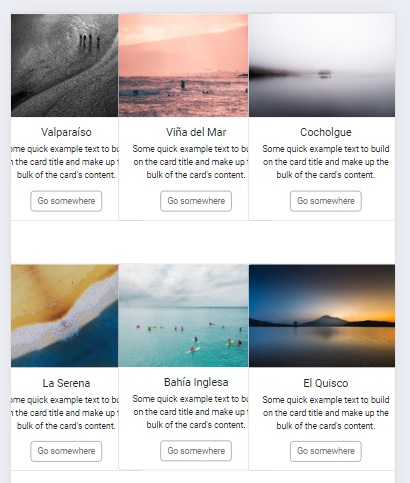 Valparaíso
Viña del Mar
Cocholgue
Some quick example text to
Some quick example text to
Some quick example text to build
the card title and make up
on the card title and make up
on the card title and make up the
bulk of the card's content.
bulk of the card's content.
bulk of the card's content.
Go somewhere
Go somewhere
Go somewhere
La Serena
Bahía Inglesa
El Quisco
Some quick example text to
Some quick example text to
Some quick example text to build
the card title and make up
on the card title and make up
on the card title and make up the
bulk of the card's content.
bulk of the card's content.
bulk of the card's content.
Go somewhere
Go somewhere
Go somewhere